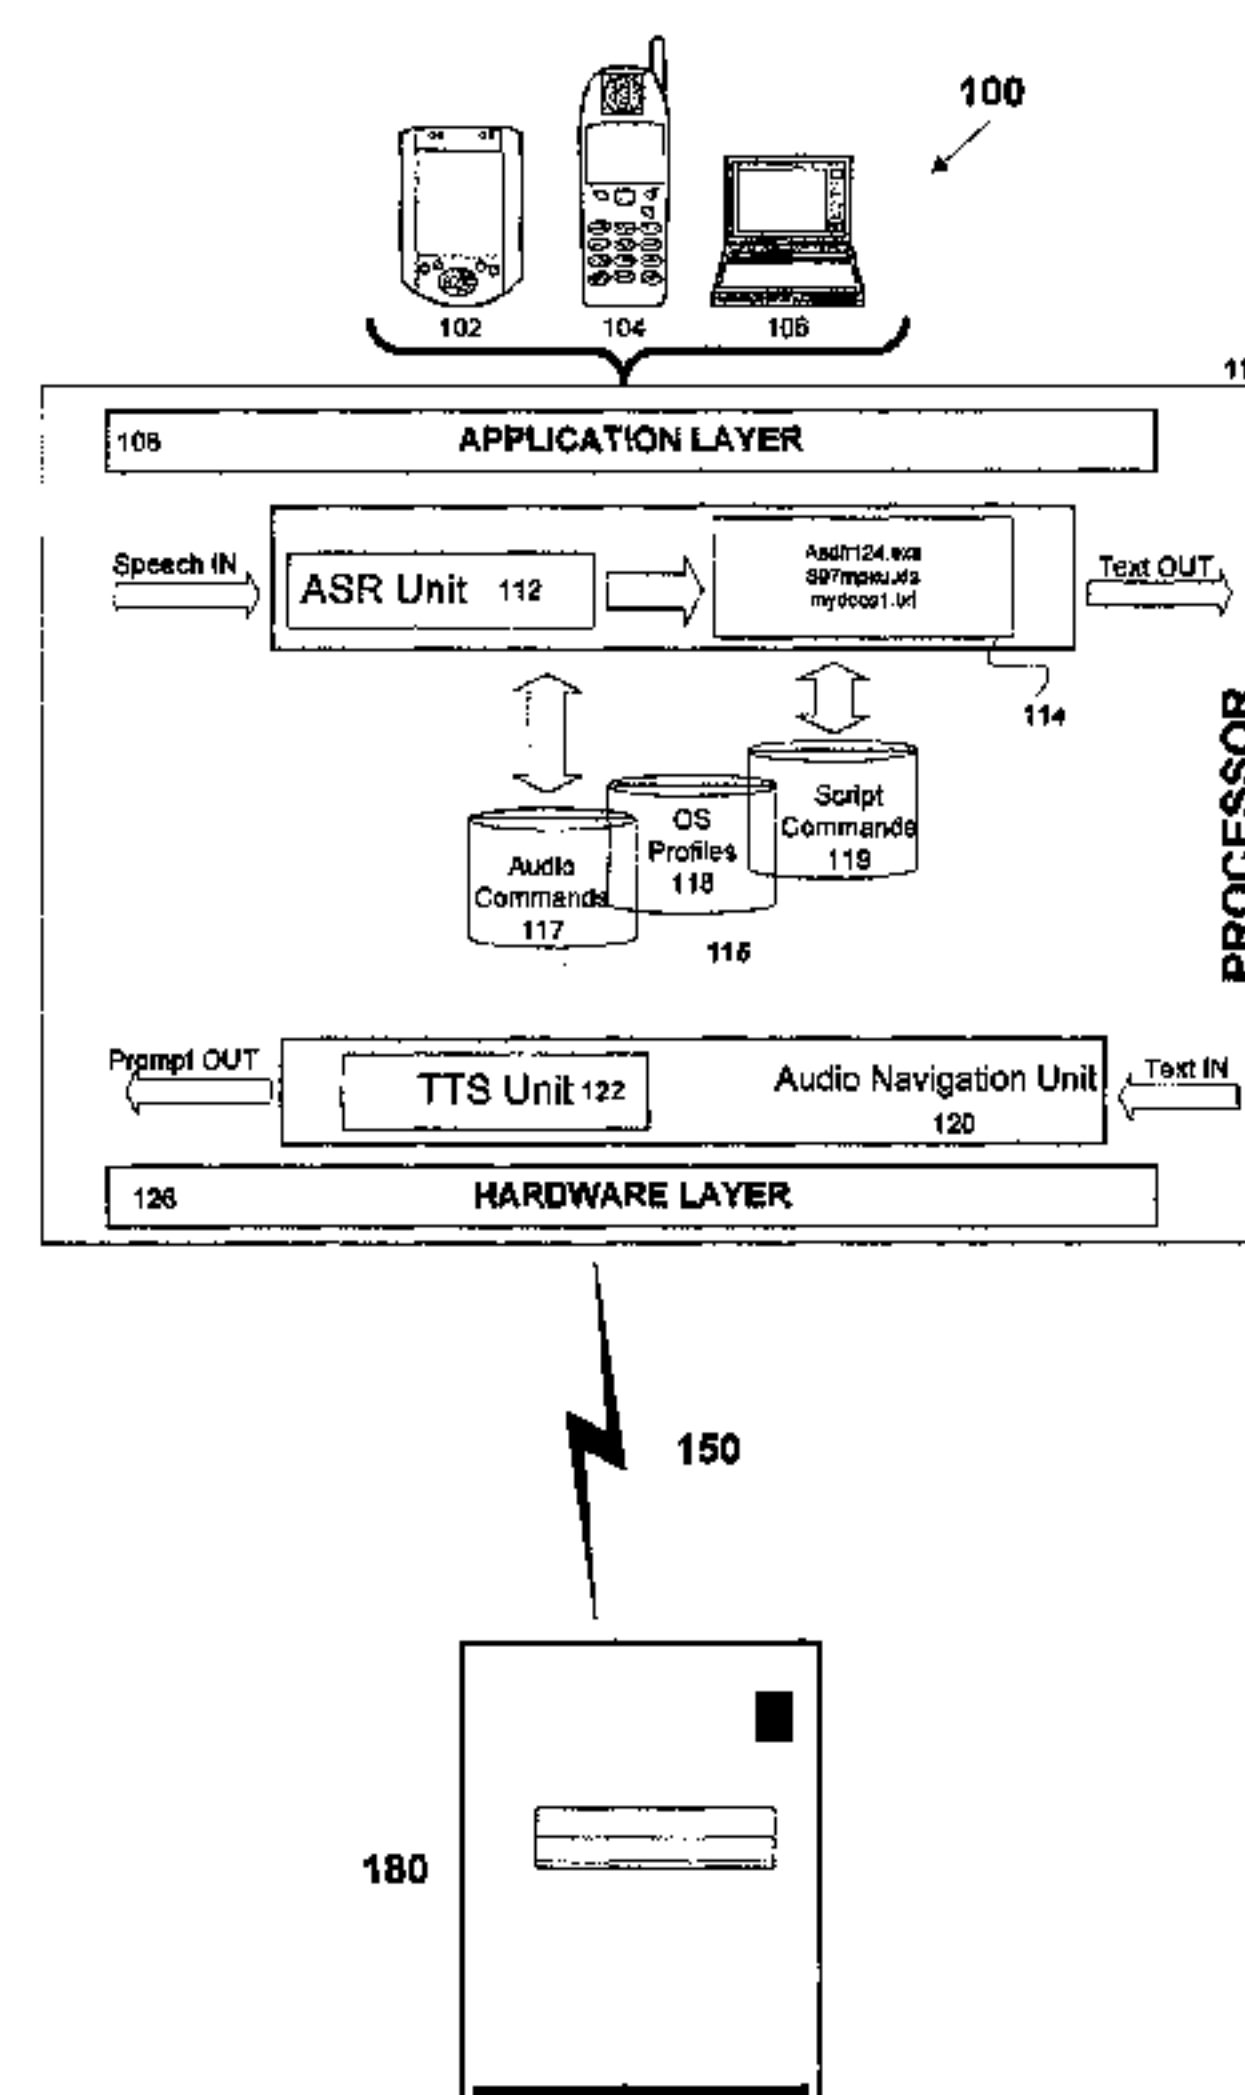 100
102
104
106
APPLICATION LAYER
Speech IN
ASR Unit 112
Text OUT
114
Script
Commands
119
OS
Profiles
118
Audio
Commands
117
PROCESSOR
Prompt OUT
TTS Unit 122
Audio Navigation Unit
120
Text IN
126
HARDWARE LAYER
150
180